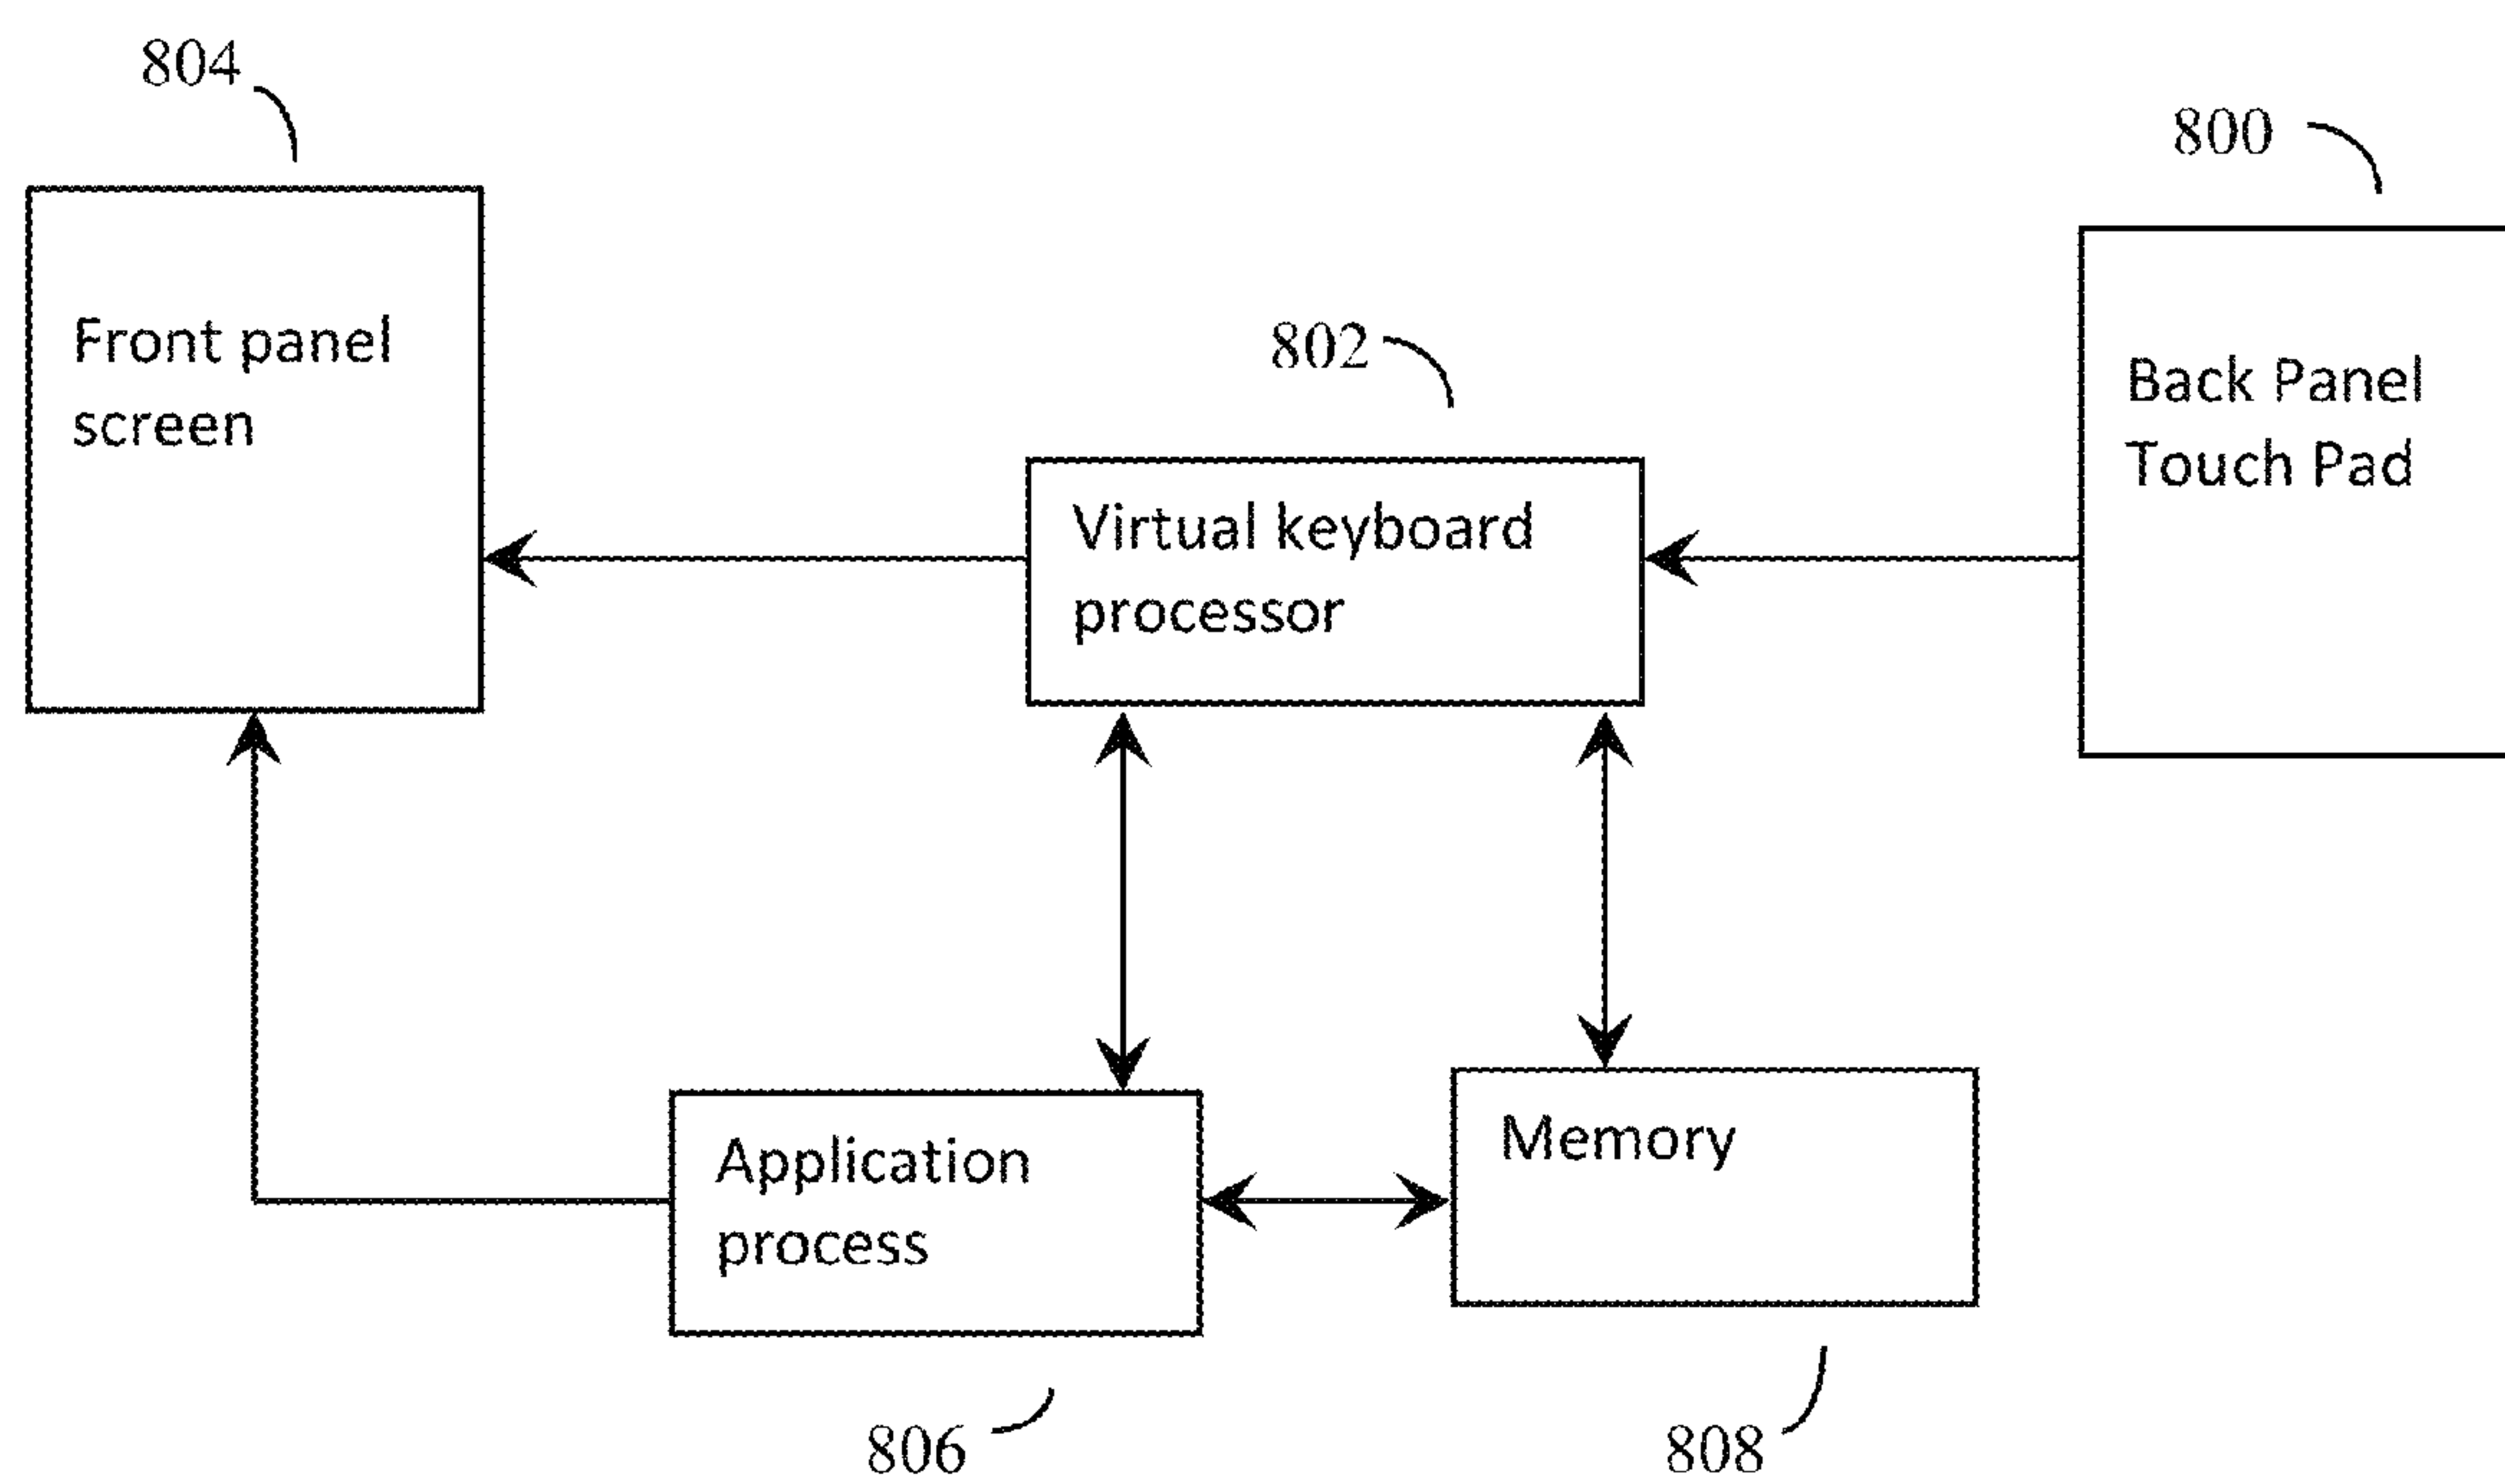 804
800
Front panel
screen
802
Back Panel
Touch Pad
Virtual keyboard
processor
Application
process
Memory
806
808